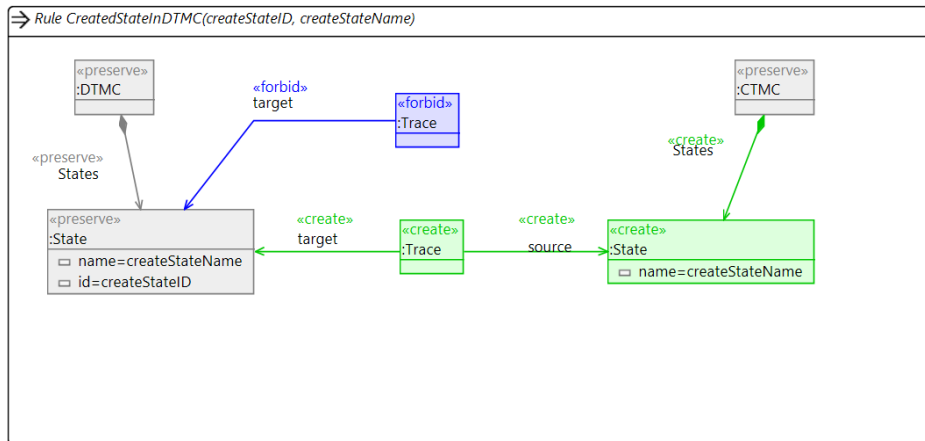 Rule CreatedStateInDTMC(createStateID, createStateName)
«preserve»
:DTMC
«forbid»
target
«forbid»
:Trace
«preserve»
:CTMC
«preserve»
States
«create»
States
«preserve»
:State
name=createStateName
id=createStateID
«create»
target
«create»
:Trace
«create»
source
«create»
:State
name=createStateName